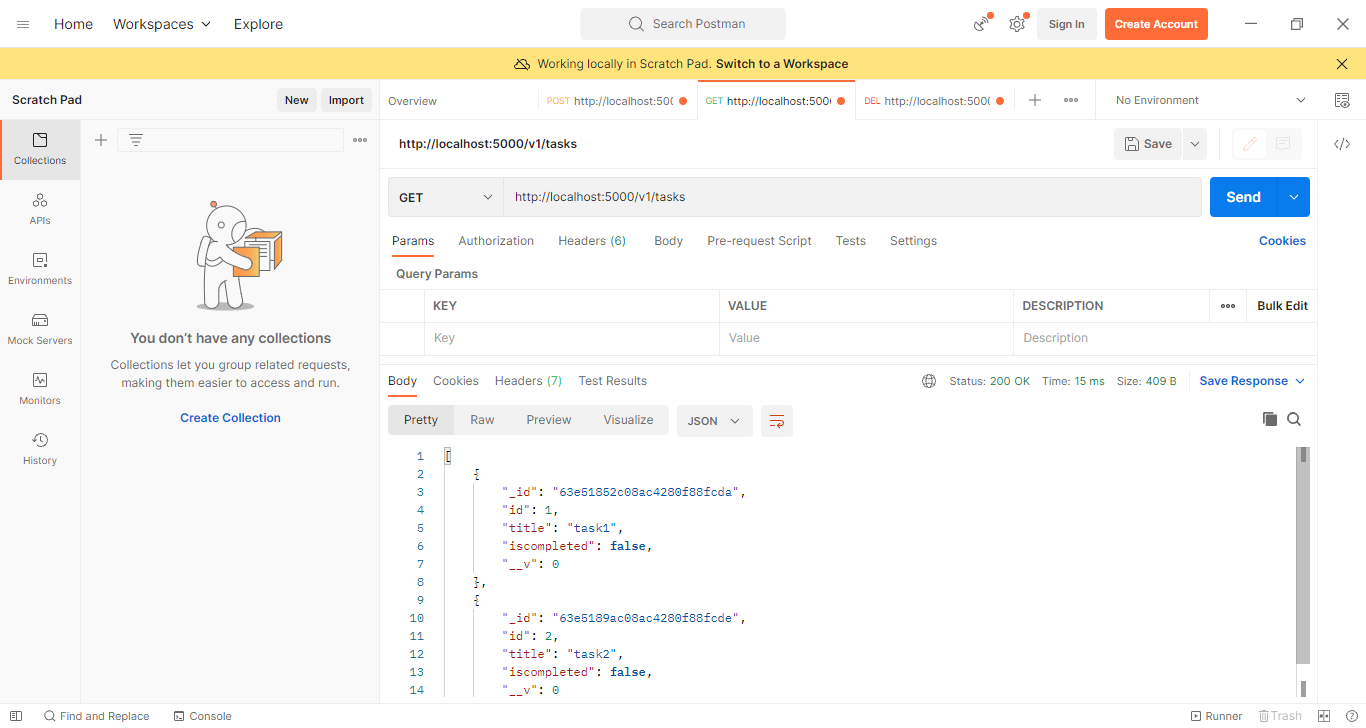 Home Workspaces Explore Search Postman Sign In Create Account
Working locally in Scratch Pad. Switch to a Workspace
Scratch Pad New Import Overview POST http://localhost:500 GET http://localhost:500 DEL http://localhost:500 No Environment
Collections
APIs
Environments
Mock Servers
Monitors
History
You don't have any collections
Collections let you group related requests,
making them easier to access and run.
Create Collection
http://localhost:5000/v1/tasks Save
GET http://localhost:5000/v1/tasks Send
Params Authorization Headers (6) Body Pre-request Script Tests Settings Cookies
Query Params
KEY VALUE DESCRIPTION Bulk Edit
Key Value Description
Body Cookies Headers (7) Test Results Status: 200 OK Time: 15 ms Size: 409 B Save Response
Pretty Raw Preview Visualize JSON
1 [
2 {
3 "_id": "63e51852c08ac4280f88fcda",
4 "id": 1,
5 "title": "task1",
6 "iscompleted": false,
7 "__v": 0
8 },
9 {
10 "_id": "63e5189ac08ac4280f88fcde",
11 "id": 2,
12 "title": "task2",
13 "iscompleted": false,
14 "__v": 0
Find and Replace Console Runner Trash